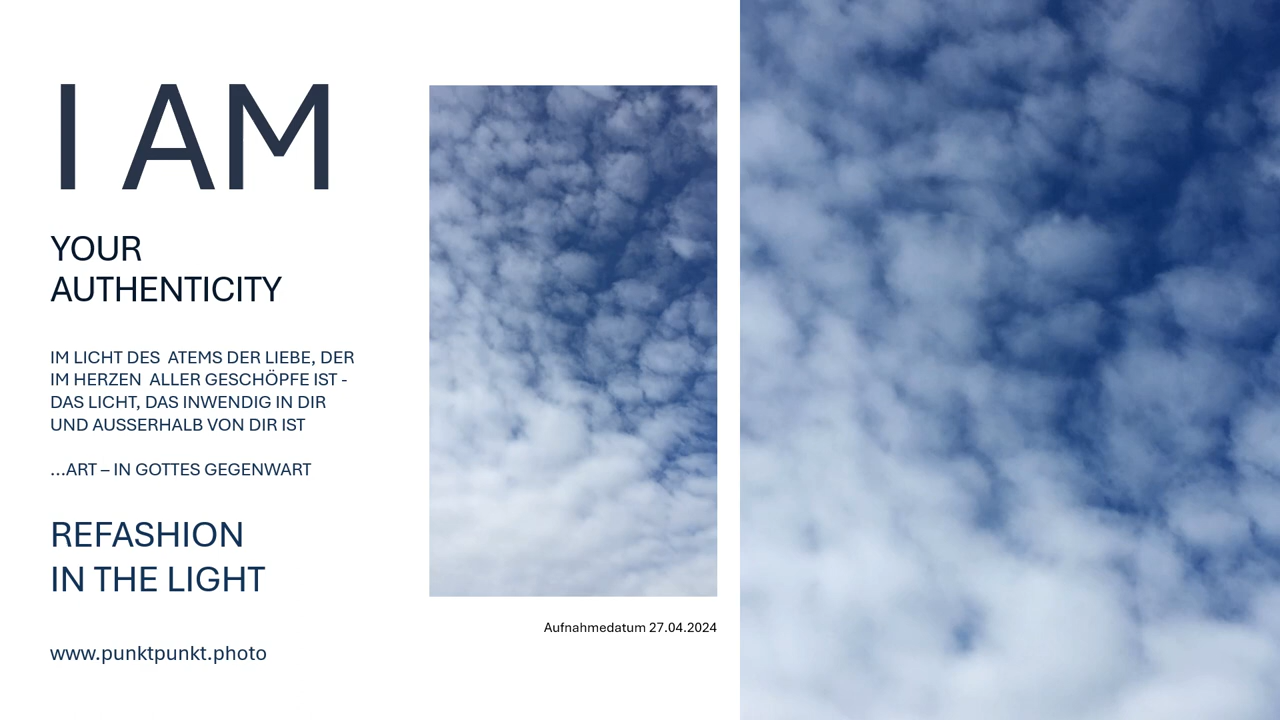 I AM
YOUR
AUTHENTICITY
IM LICHT DES  ATEMS DER LIEBE, DER
IM HERZEN  ALLER GESCHÖPFE IST -
DAS LICHT, DAS INWENDIG IN DIR
UND AUSSERHALB VON DIR IST
...ART – IN GOTTES GEGENWART
REFASHION
IN THE LIGHT
www.punktpunkt.photo
Aufnahmedatum 27.04.2024